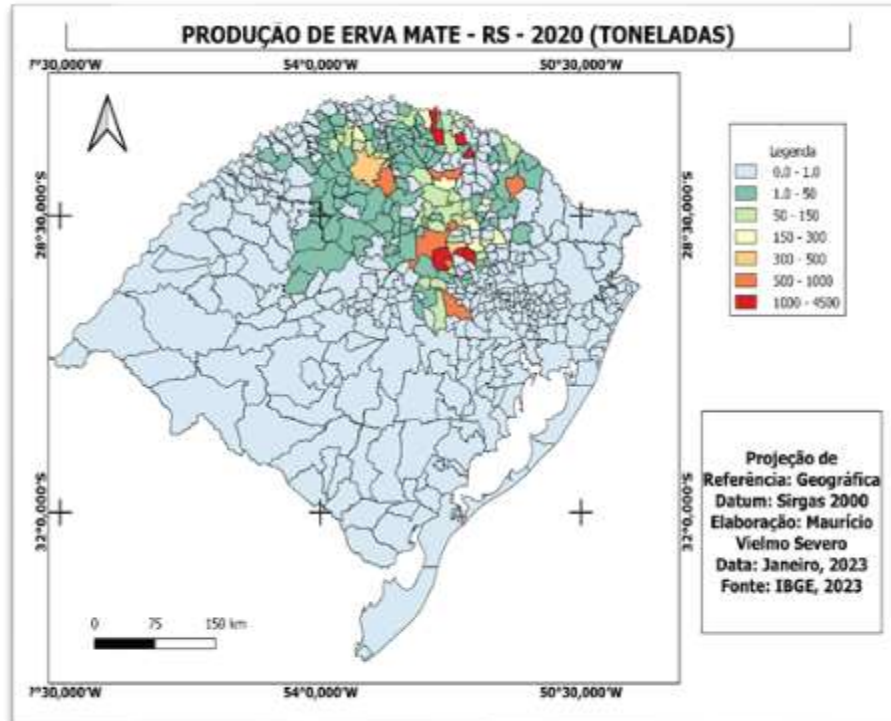 PRODUÇÃO DE ERVA MATE - RS - 2020 (TONELADAS)
7°30,000'W 54°0,000'W 50°30,000'W
28°30,000'S
28°30,000'S
32°0,000'S
32°0,000'S
Legenda
0.0 - 1.0
1.0 - 50
50 - 150
150 - 300
300 - 500
500 - 1000
1000 - 4500
Projeção de
Referência: Geográfica
Datum: Sirgas 2000
Elaboração: Maurício
Vielmo Severo
Data: Janeiro, 2023
Fonte: IBGE, 2023
0 75 150 km
7°30,000'W 54°0,000'W 50°30,000'W